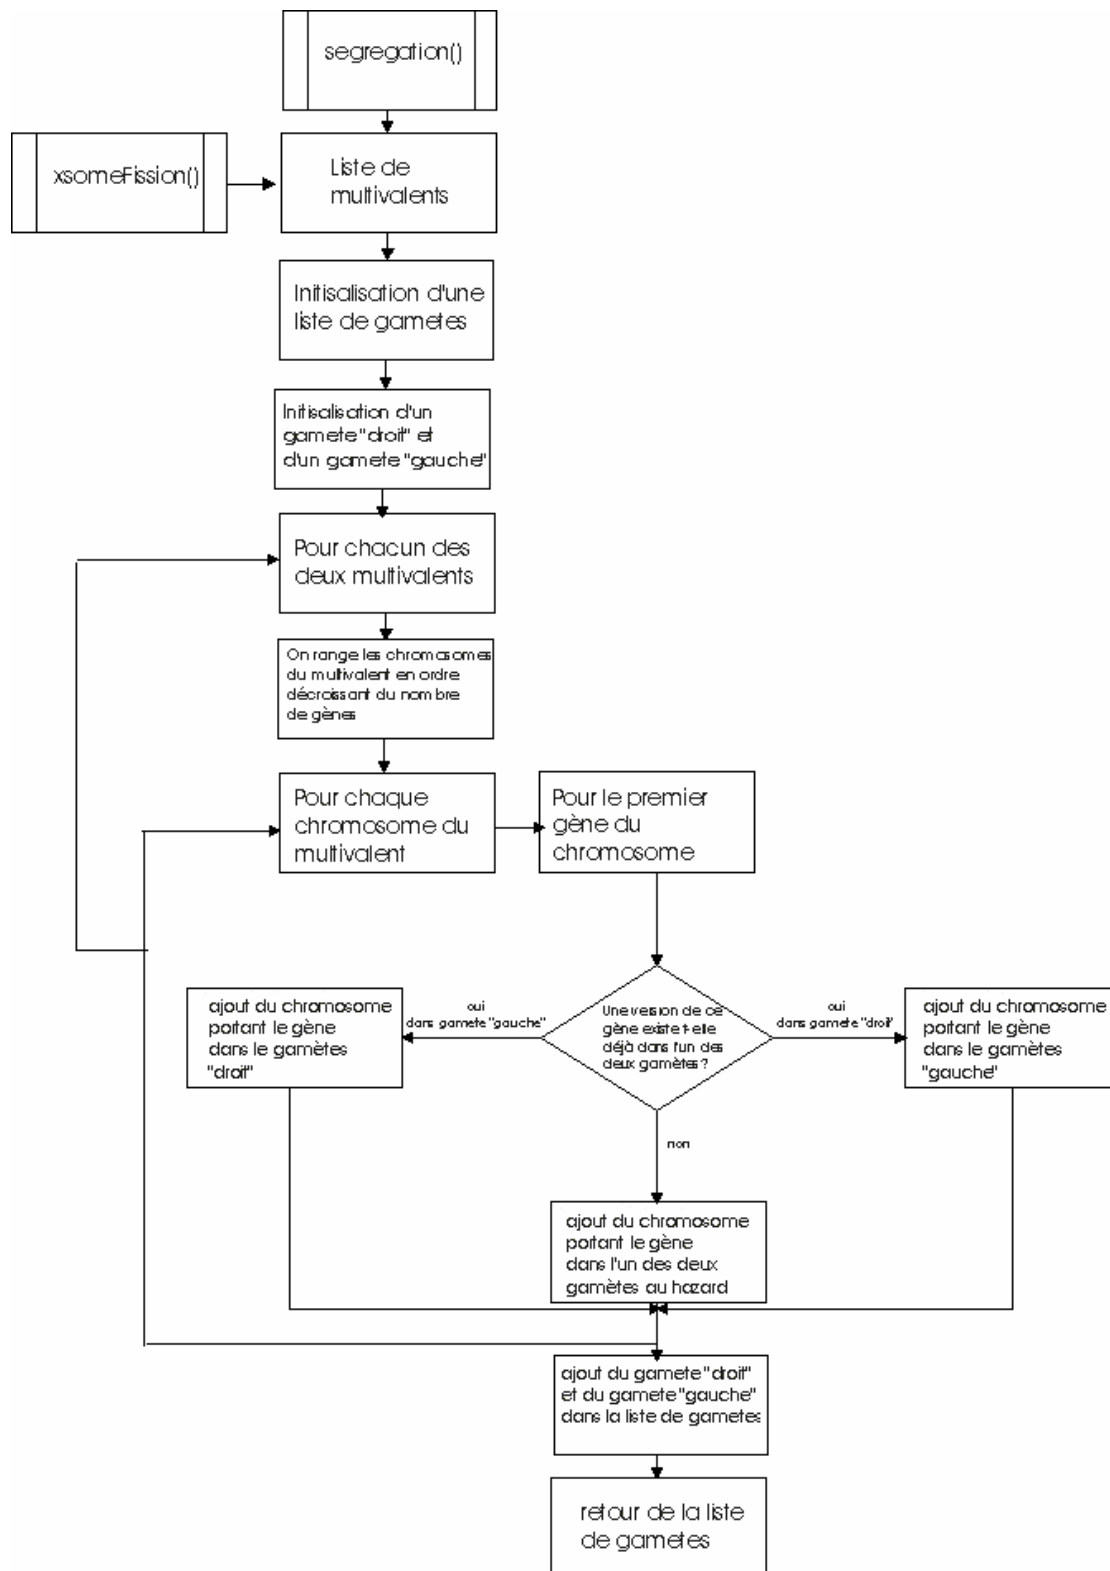 segregation()
xsomeFission()
Liste de
multivalents
Initisalisation d'une
liste de gametes
Initisalisation d'un
gamete "droit" et
d'un gamete "gauche"
Pour chacun des
deux multivalents
On range les chromosomes
du multivalent en ordre
décroissant du nombre
de gènes
Pour chaque
chromosome du
multivalent
Pour le premier
gène du
chromosome
Une version de ce
gène existe t-elle
déjà dans l'un des
deux gamètes ?
oui
dans gamete "gauche"
oui
dans gamete "droit"
ajout du chromosome
portant le gène
dans le gamètes
"droit"
ajout du chromosome
portant le gène
dans le gamètes
"gauche"
non
ajout du chromosome
portant le gène
dans l'un des deux
gamètes au hazard
ajout du gamete "droit"
et du gamete "gauche"
dans la liste de gametes
retour de la liste
de gametes